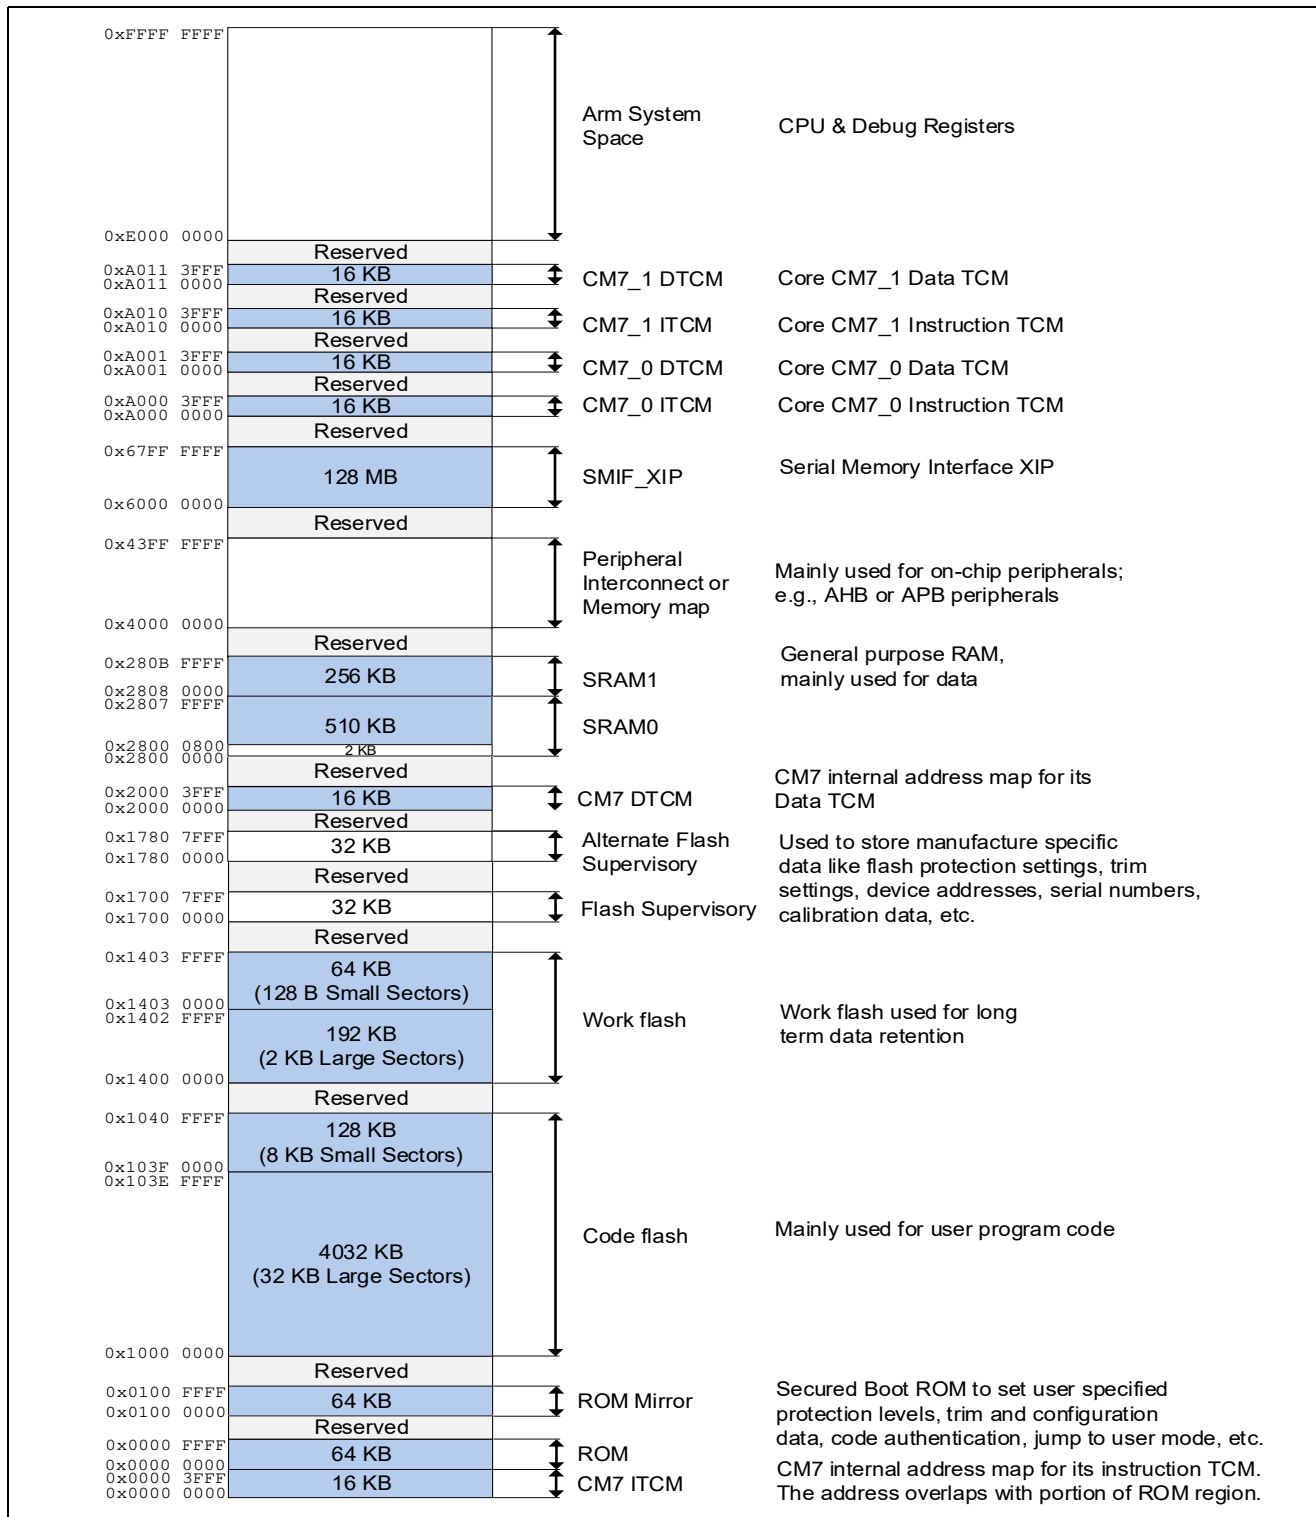 0xFFFF FFFF
Arm System
Space
CPU & Debug Registers
0xE000 0000
Reserved
0xA011 3FFF
0xA011 0000
16 KB
CM7_1 DTCM
Core CM7_1 Data TCM
Reserved
0xA010 3FFF
0xA010 0000
16 KB
CM7_1 ITCM
Core CM7_1 Instruction TCM
Reserved
0xA001 3FFF
0xA001 0000
16 KB
CM7_0 DTCM
Core CM7_0 Data TCM
Reserved
0xA000 3FFF
0xA000 0000
16 KB
CM7_0 ITCM
Core CM7_0 Instruction TCM
Reserved
0x67FF FFFF
128 MB
SMIF_XIP
Serial Memory Interface XIP
0x6000 0000
Reserved
0x43FF FFFF
Peripheral
Interconnect or
Memory map
Mainly used for on-chip peripherals;
e.g., AHB or APB peripherals
0x4000 0000
Reserved
0x280B FFFF
256 KB
SRAM1
General purpose RAM,
mainly used for data
0x2808 0000
0x2807 FFFF
510 KB
SRAM0
0x2800 0800
2 KB
0x2800 0000
Reserved
0x2000 3FFF
0x2000 0000
16 KB
CM7 DTCM
CM7 internal address map for its
Data TCM
Reserved
0x1780 7FFF
0x1780 0000
32 KB
Alternate Flash
Supervisory
Used to store manufacture specific
data like flash protection settings, trim
settings, device addresses, serial numbers,
calibration data, etc.
Reserved
0x1700 7FFF
0x1700 0000
32 KB
Flash Supervisory
Reserved
0x1403 FFFF
64 KB
(128 B Small Sectors)
0x1403 0000
0x1402 FFFF
Work flash
Work flash used for long
term data retention
192 KB
(2 KB Large Sectors)
0x1400 0000
Reserved
0x1040 FFFF
128 KB
(8 KB Small Sectors)
0x103F 0000
0x103E FFFF
Code flash
Mainly used for user program code
4032 KB
(32 KB Large Sectors)
0x1000 0000
Reserved
0x0100 FFFF
0x0100 0000
64 KB
ROM Mirror
Secured Boot ROM to set user specified
protection levels, trim and configuration
data, code authentication, jump to user mode, etc.
Reserved
0x0000 FFFF
0x0000 0000
64 KB
ROM
0x0000 3FFF
0x0000 0000
16 KB
CM7 ITCM
CM7 internal address map for its instruction TCM.
The address overlaps with portion of ROM region.